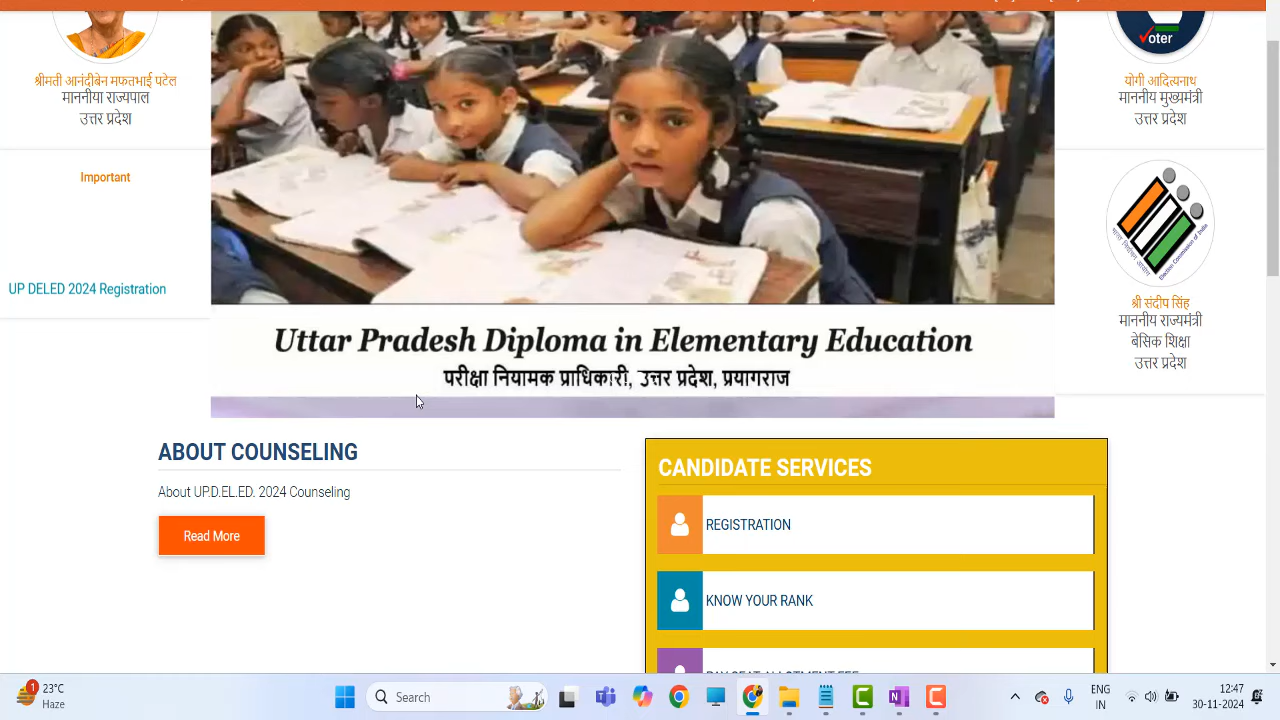 Voter
श्रीमती आनंदीबेन मफतभाई पटेल
माननीया राज्यपाल
उत्तर प्रदेश
योगी आदित्यनाथ
माननीय मुख्यमंत्री
उत्तर प्रदेश
Important
UP DELED 2024 Registration
Uttar Pradesh Diploma in Elementary Education
परीक्षा नियामक प्राधिकारी, उत्तर प्रदेश, प्रयागराज
श्री संदीप सिंह
माननीय राज्यमंत्री
बेसिक शिक्षा
उत्तर प्रदेश
ABOUT COUNSELING
About UP.D.EL.ED. 2024 Counseling
Read More
CANDIDATE SERVICES
REGISTRATION
KNOW YOUR RANK
1
23°C
Haze
Search
ENG
IN
12:47
30-11-2024